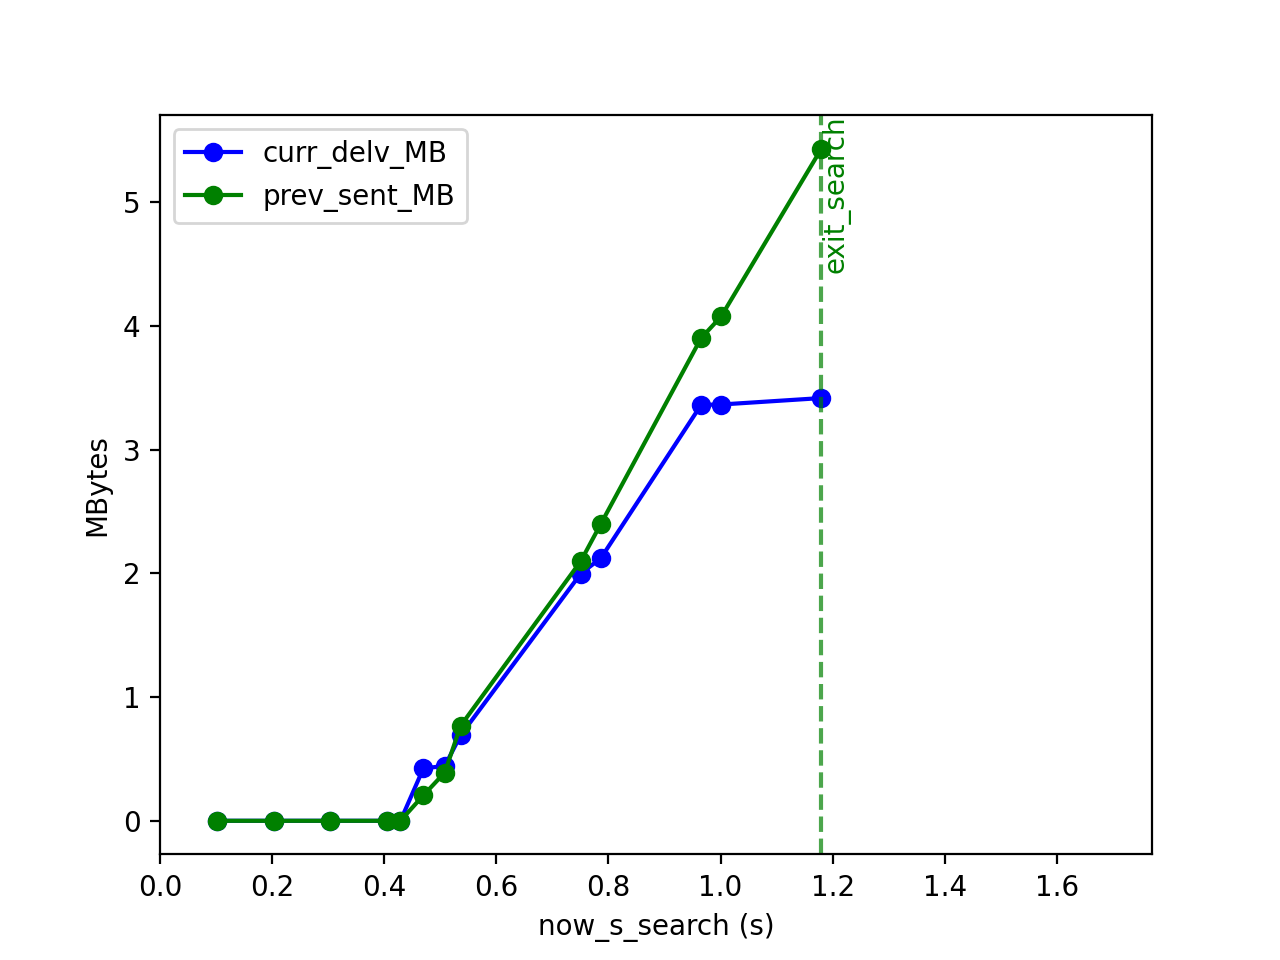 curr_delv_MB
prev_sent_MB
exit_search
MBytes
5
4
3
2
1
0
0.0 0.2 0.4 0.6 0.8 1.0 1.2 1.4 1.6
now_s_search (s)